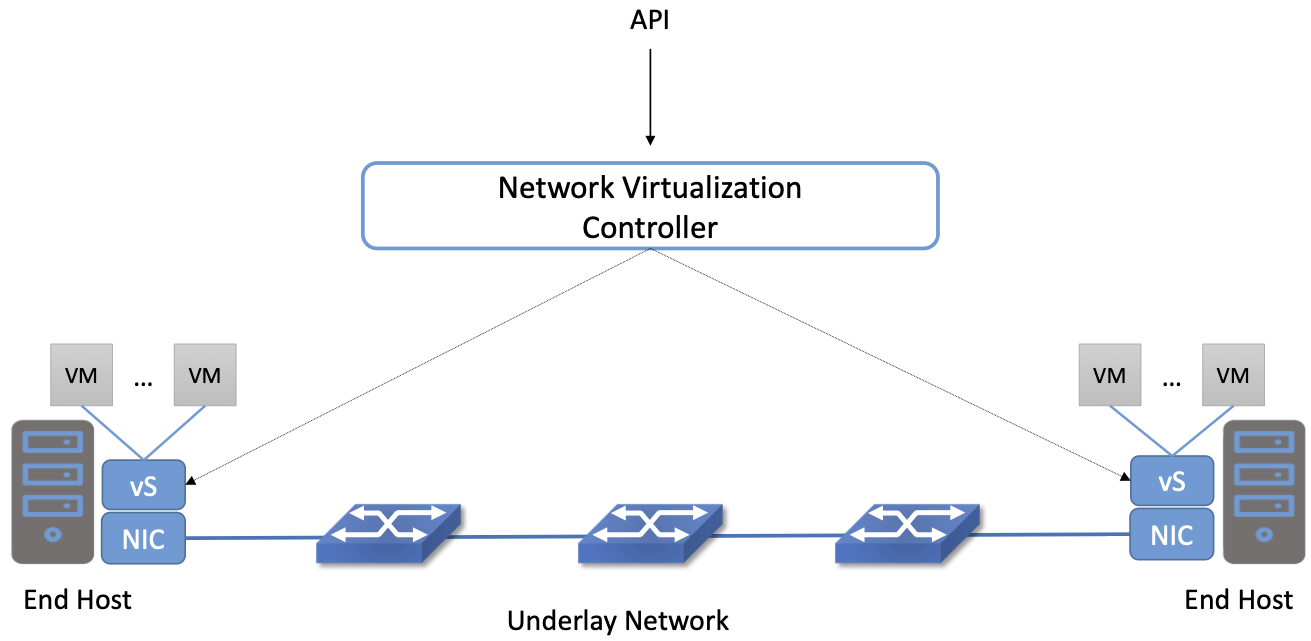 API
Network Virtualization
Controller
VM ... VM
VM ... VM
vS
vS
NIC
NIC
End Host
End Host
Underlay Network